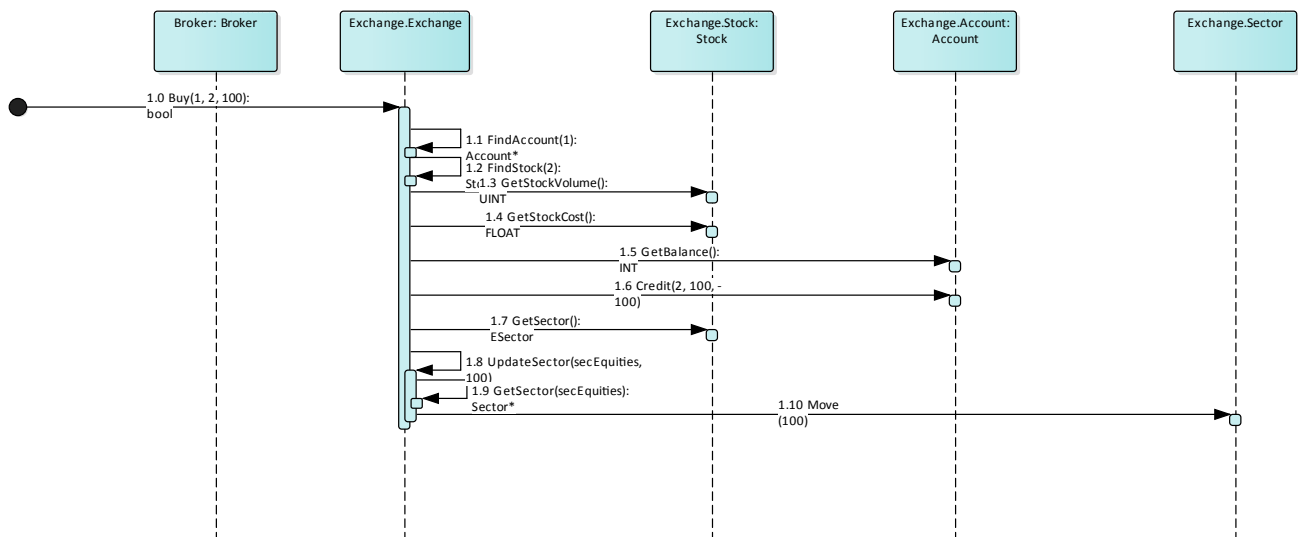 Broker: Broker
Exchange.Exchange
Exchange.Stock:
Stock
Exchange.Account:
Account
Exchange.Sector
1.0 Buy(1, 2, 100):
bool
1.1 FindAccount(1):
Account*
1.2 FindStock(2):
1.3 GetStockVolume():
UINT
1.4 GetStockCost():
FLOAT
1.5 GetBalance():
INT
1.6 Credit(2, 100, -
100)
1.7 GetSector():
ESector
1.8 UpdateSector(secEquities,
100)
1.9 GetSector(secEquities):
Sector*
1.10 Move
(100)